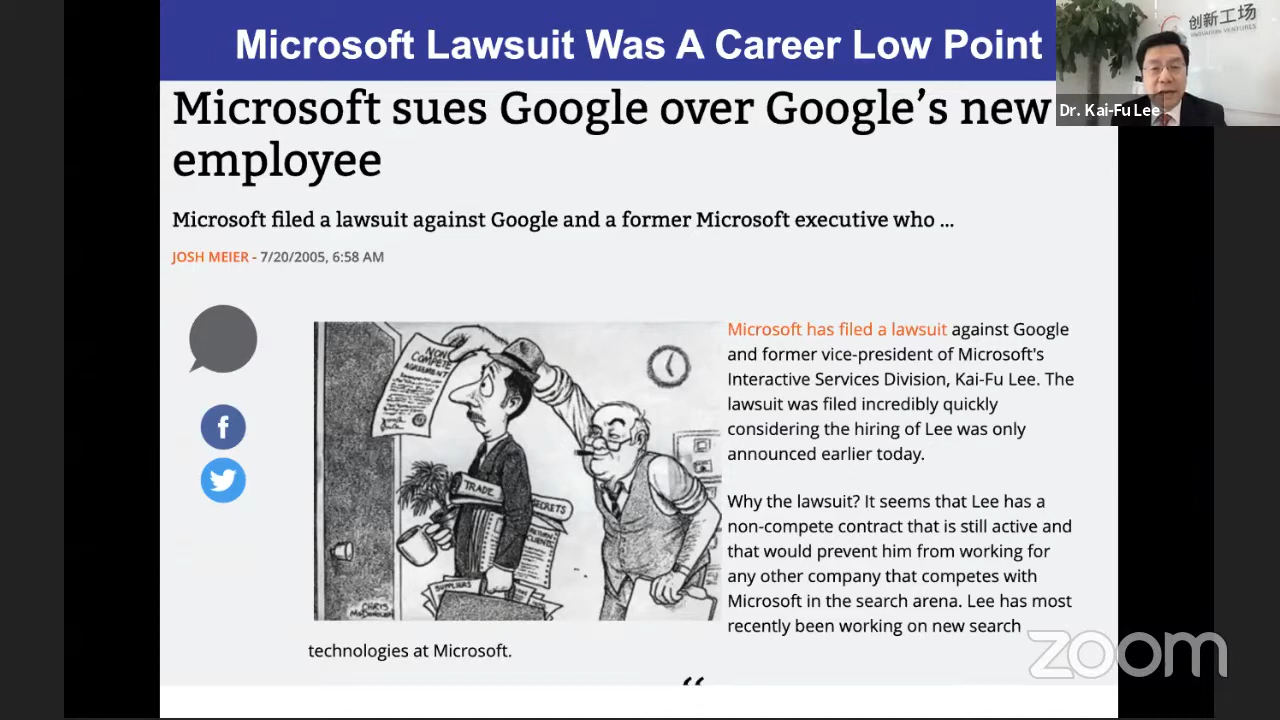 Microsoft Lawsuit Was A Career Low Point
创新工场
Dr. Kai-Fu Lee
Microsoft sues Google over Google’s new
employee
Microsoft filed a lawsuit against Google and a former Microsoft executive who ...
JOSH MEIER - 7/20/2005, 6:58 AM
NON
COMPETE
AGREEMENT
TRADE
SECRETS
SUPPLIERS
Microsoft has filed a lawsuit against Google
and former vice-president of Microsoft's
Interactive Services Division, Kai-Fu Lee. The
lawsuit was filed incredibly quickly
considering the hiring of Lee was only
announced earlier today.
Why the lawsuit? It seems that Lee has a
non-compete contract that is still active and
that would prevent him from working for
any other company that competes with
Microsoft in the search arena. Lee has most
recently been working on new search
technologies at Microsoft.
“
zoom